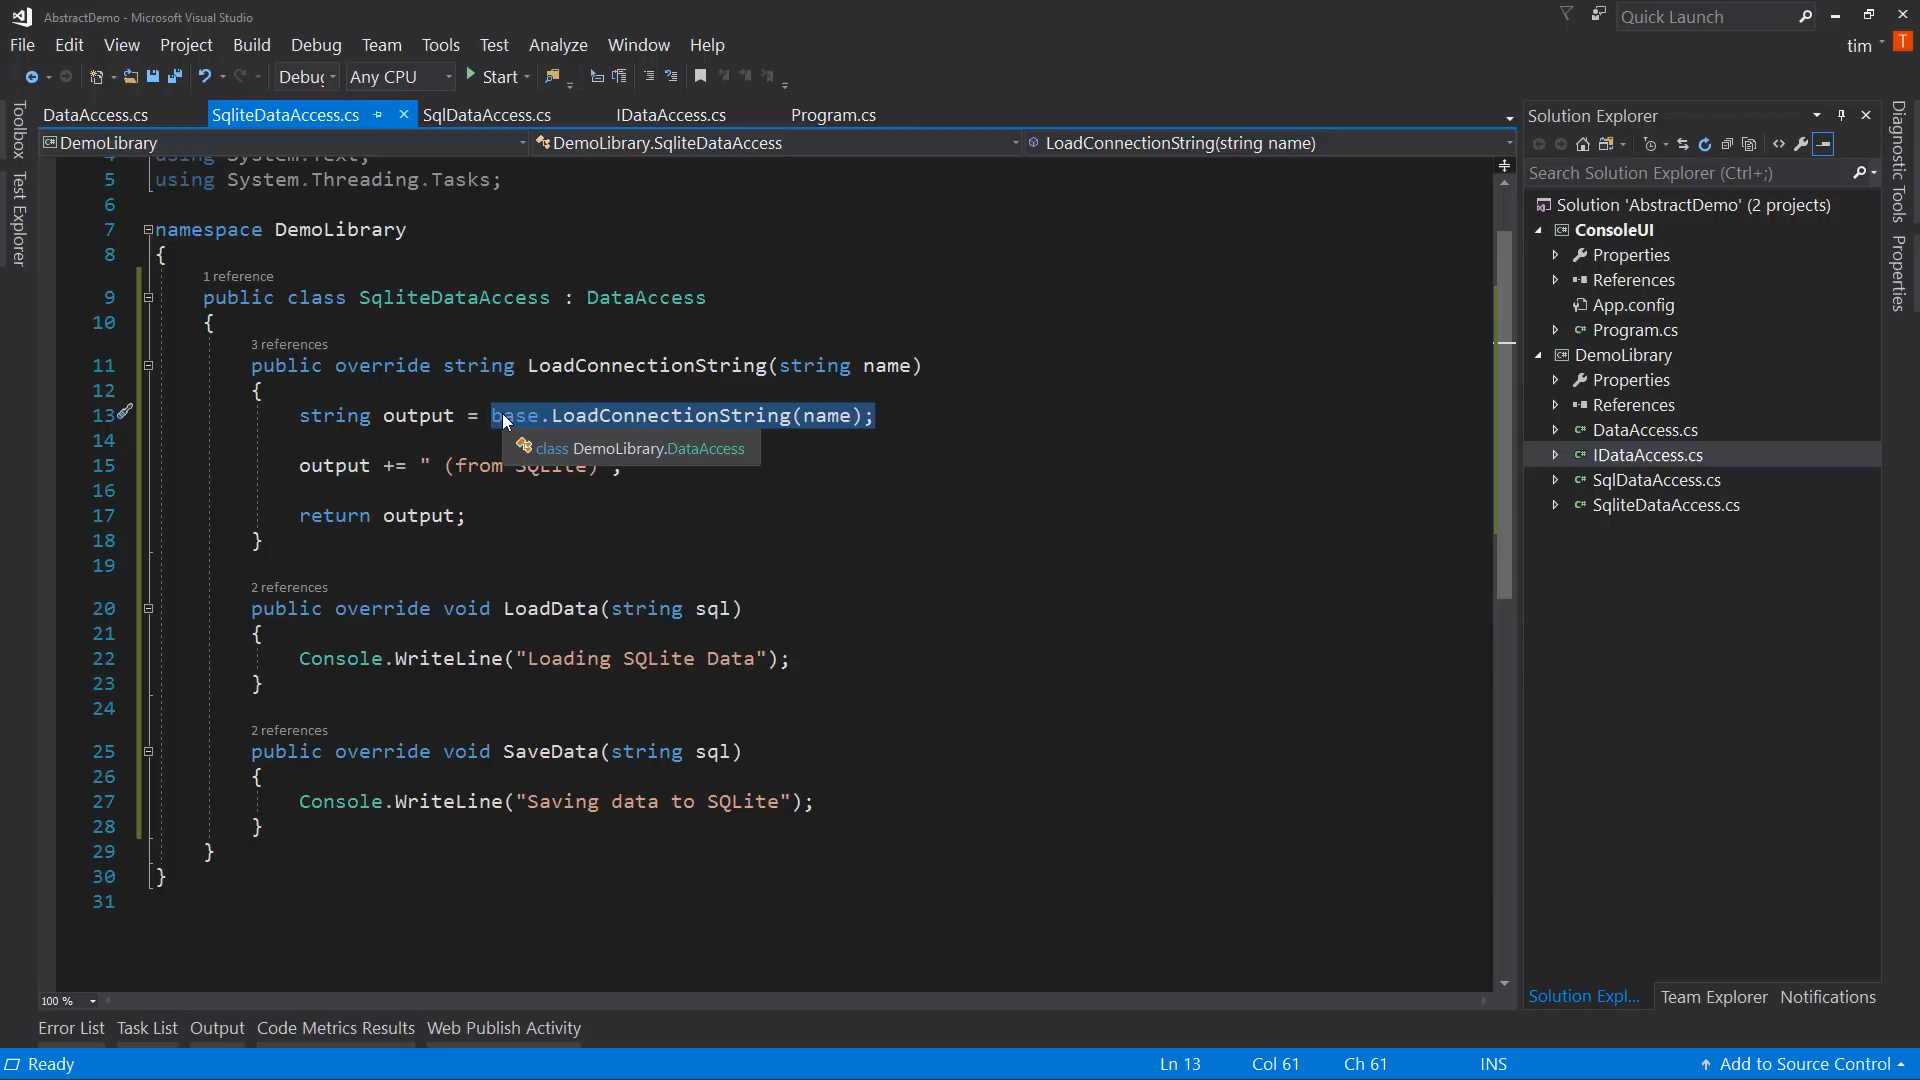 AbstractDemo - Microsoft Visual Studio
Quick Launch
File Edit View Project Build Debug Team Tools Test Analyze Window Help
tim T
Debug Any CPU Start
DataAccess.cs SqliteDataAccess.cs SqlDataAccess.cs IDataAccess.cs Program.cs
DemoLibrary DemoLibrary.SqliteDataAccess LoadConnectionString(string name)
Toolbox
Test Explorer
4 using System.Text;
5 using System.Threading.Tasks;
6
7 namespace DemoLibrary
8 {
1 reference
9 public class SqliteDataAccess : DataAccess
10 {
3 references
11 public override string LoadConnectionString(string name)
12 {
13 string output = base.LoadConnectionString(name);
14 class DemoLibrary.DataAccess
15 output += " (from SQLite)";
16
17 return output;
18 }
19
2 references
20 public override void LoadData(string sql)
21 {
22 Console.WriteLine("Loading SQLite Data");
23 }
24
2 references
25 public override void SaveData(string sql)
26 {
27 Console.WriteLine("Saving data to SQLite");
28 }
29 }
30 }
31
100 %
Solution Explorer
Search Solution Explorer (Ctrl+;)
Solution 'AbstractDemo' (2 projects)
ConsoleUI
Properties
References
App.config
Program.cs
DemoLibrary
Properties
References
DataAccess.cs
IDataAccess.cs
SqlDataAccess.cs
SqliteDataAccess.cs
Solution Expl... Team Explorer Notifications
Diagnostic Tools
Properties
Error List Task List Output Code Metrics Results Web Publish Activity
Ready Ln 13 Col 61 Ch 61 INS Add to Source Control